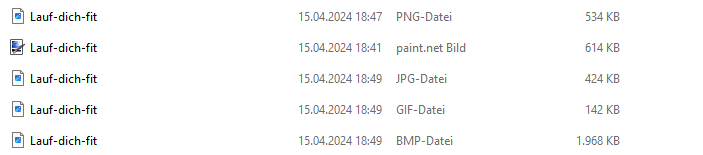 Lauf-dich-fit 15.04.2024 18:47 PNG-Datei 534 KB
Lauf-dich-fit 15.04.2024 18:41 paint.net Bild 614 KB
Lauf-dich-fit 15.04.2024 18:49 JPG-Datei 424 KB
Lauf-dich-fit 15.04.2024 18:49 GIF-Datei 142 KB
Lauf-dich-fit 15.04.2024 18:49 BMP-Datei 1.968 KB